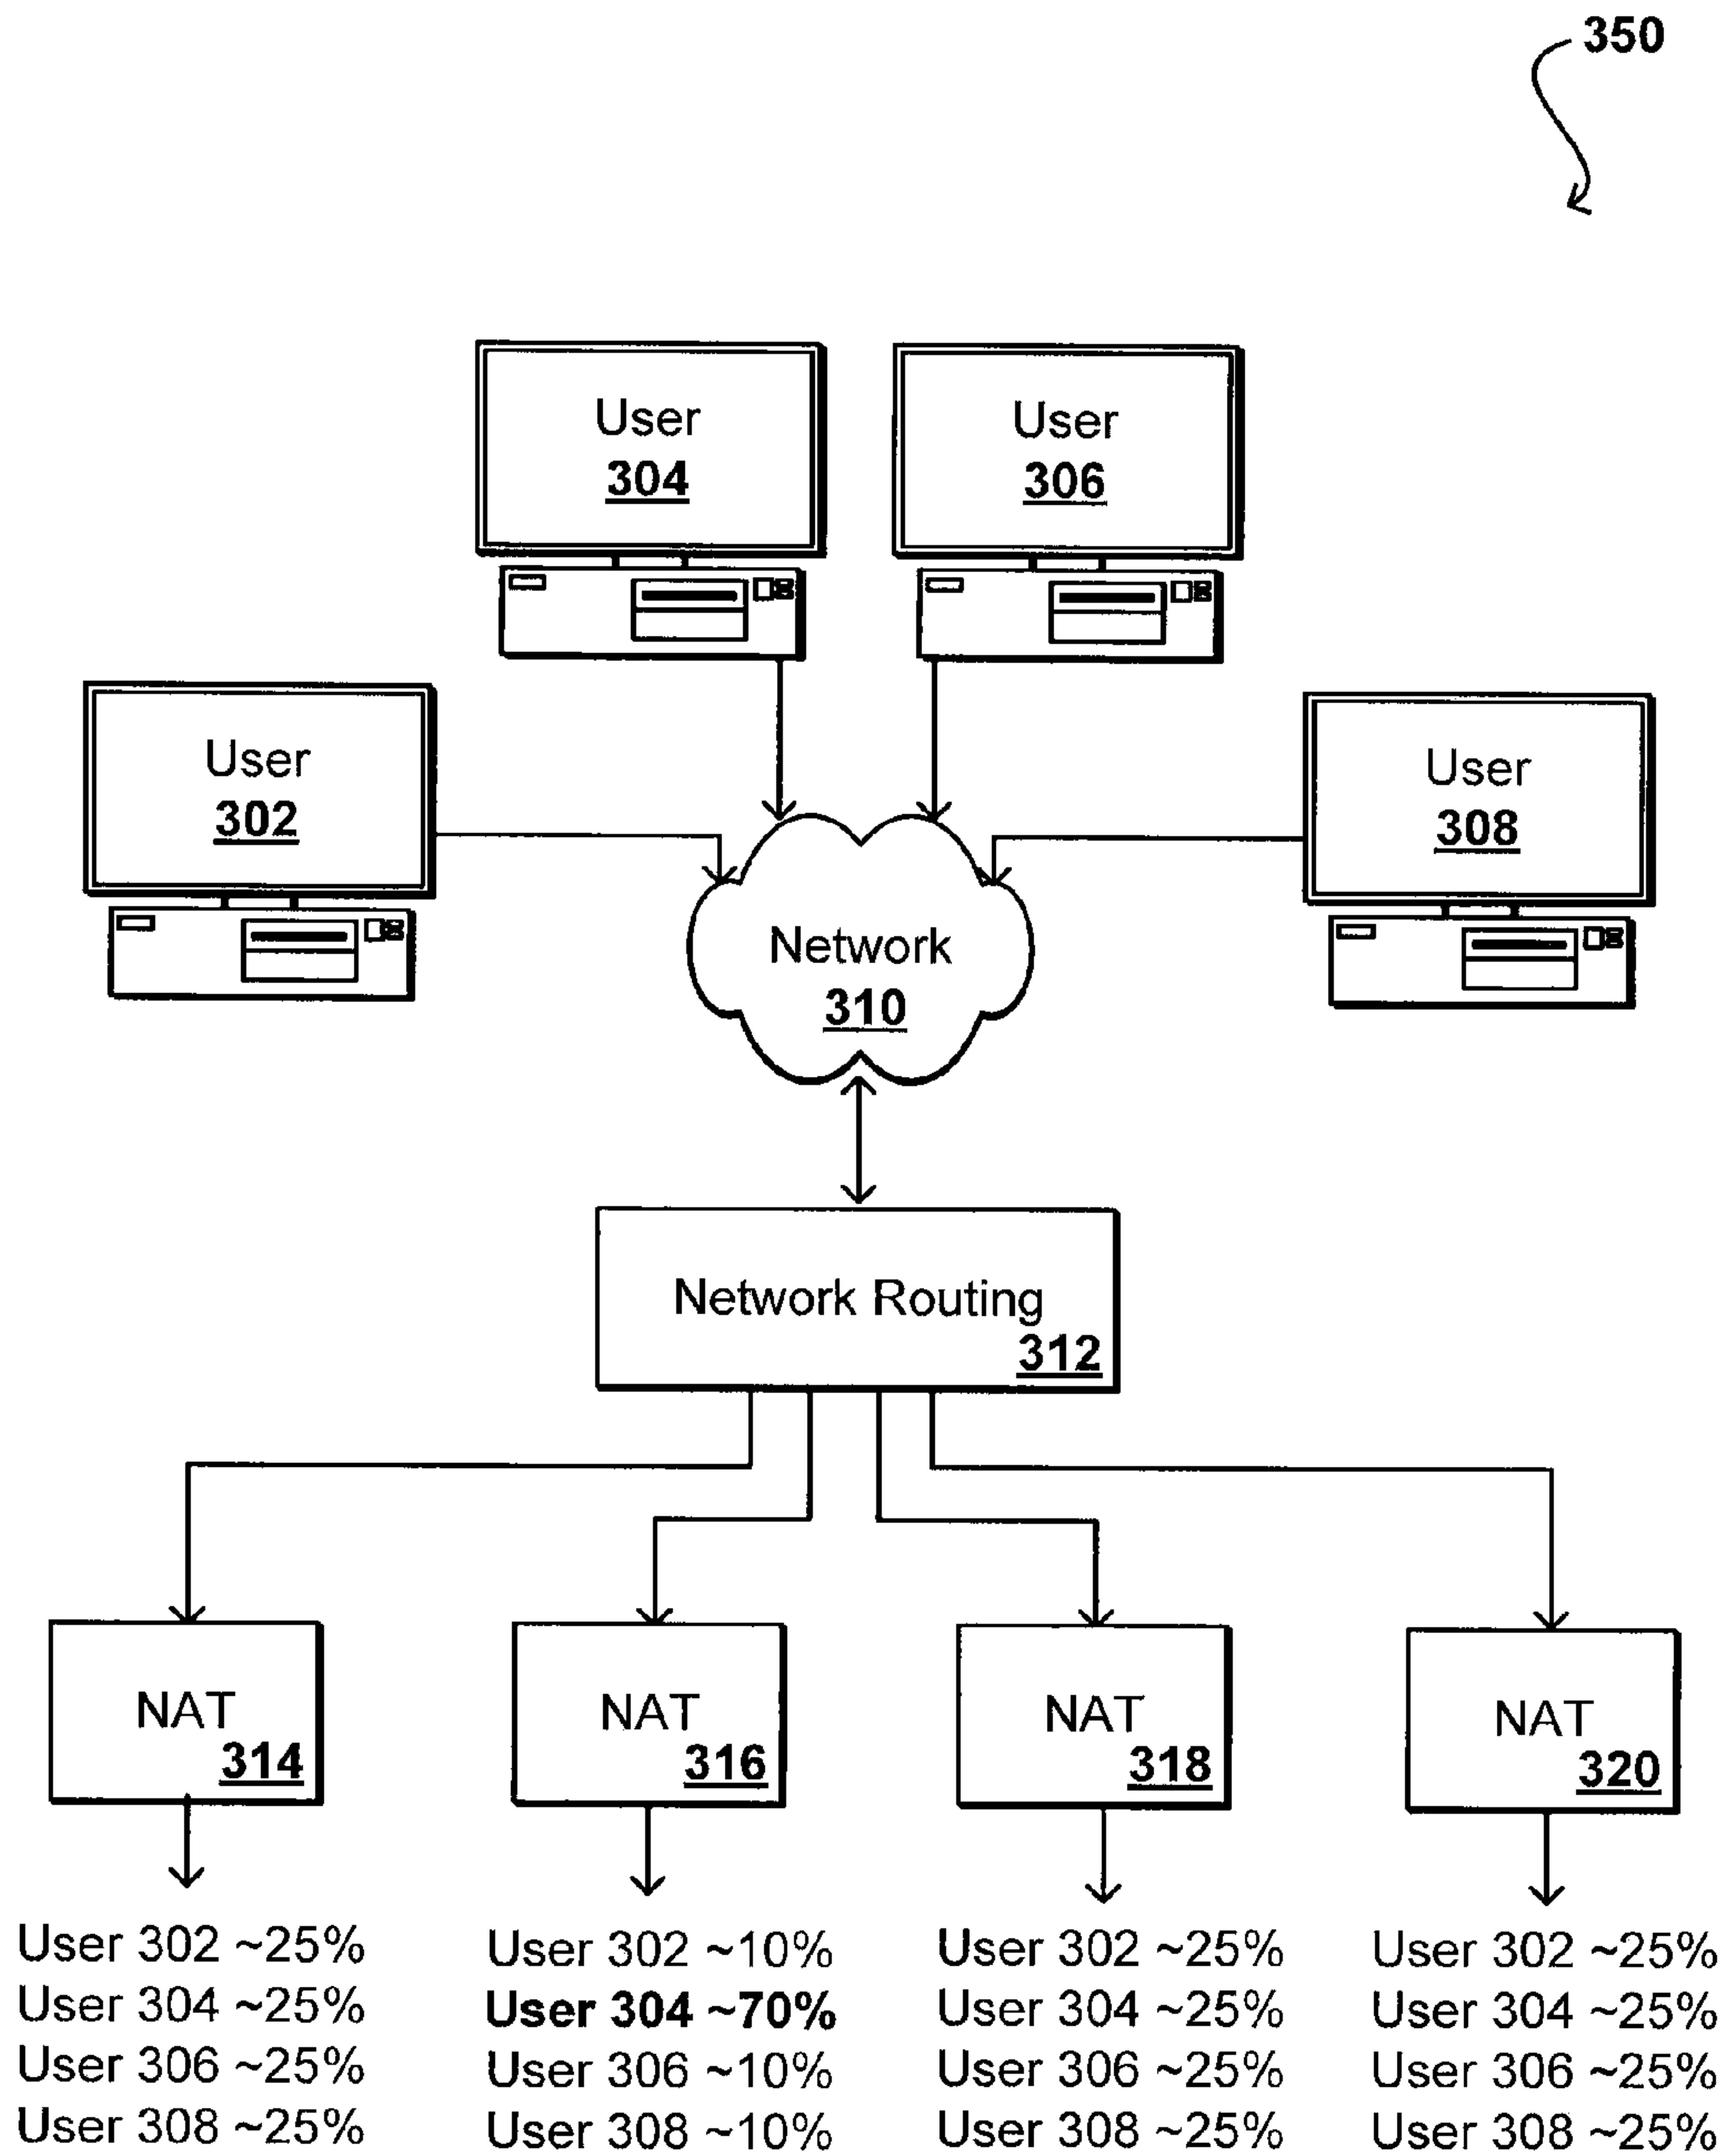 350
User
304
User
306
User
302
User
308
Network
310
Network Routing
312
NAT
314
NAT
316
NAT
318
NAT
320
User 302 ~25%
User 304 ~25%
User 306 ~25%
User 308 ~25%
User 302 ~10%
User 304 ~70%
User 306 ~10%
User 308 ~10%
User 302 ~25%
User 304 ~25%
User 306 ~25%
User 308 ~25%
User 302 ~25%
User 304 ~25%
User 306 ~25%
User 308 ~25%